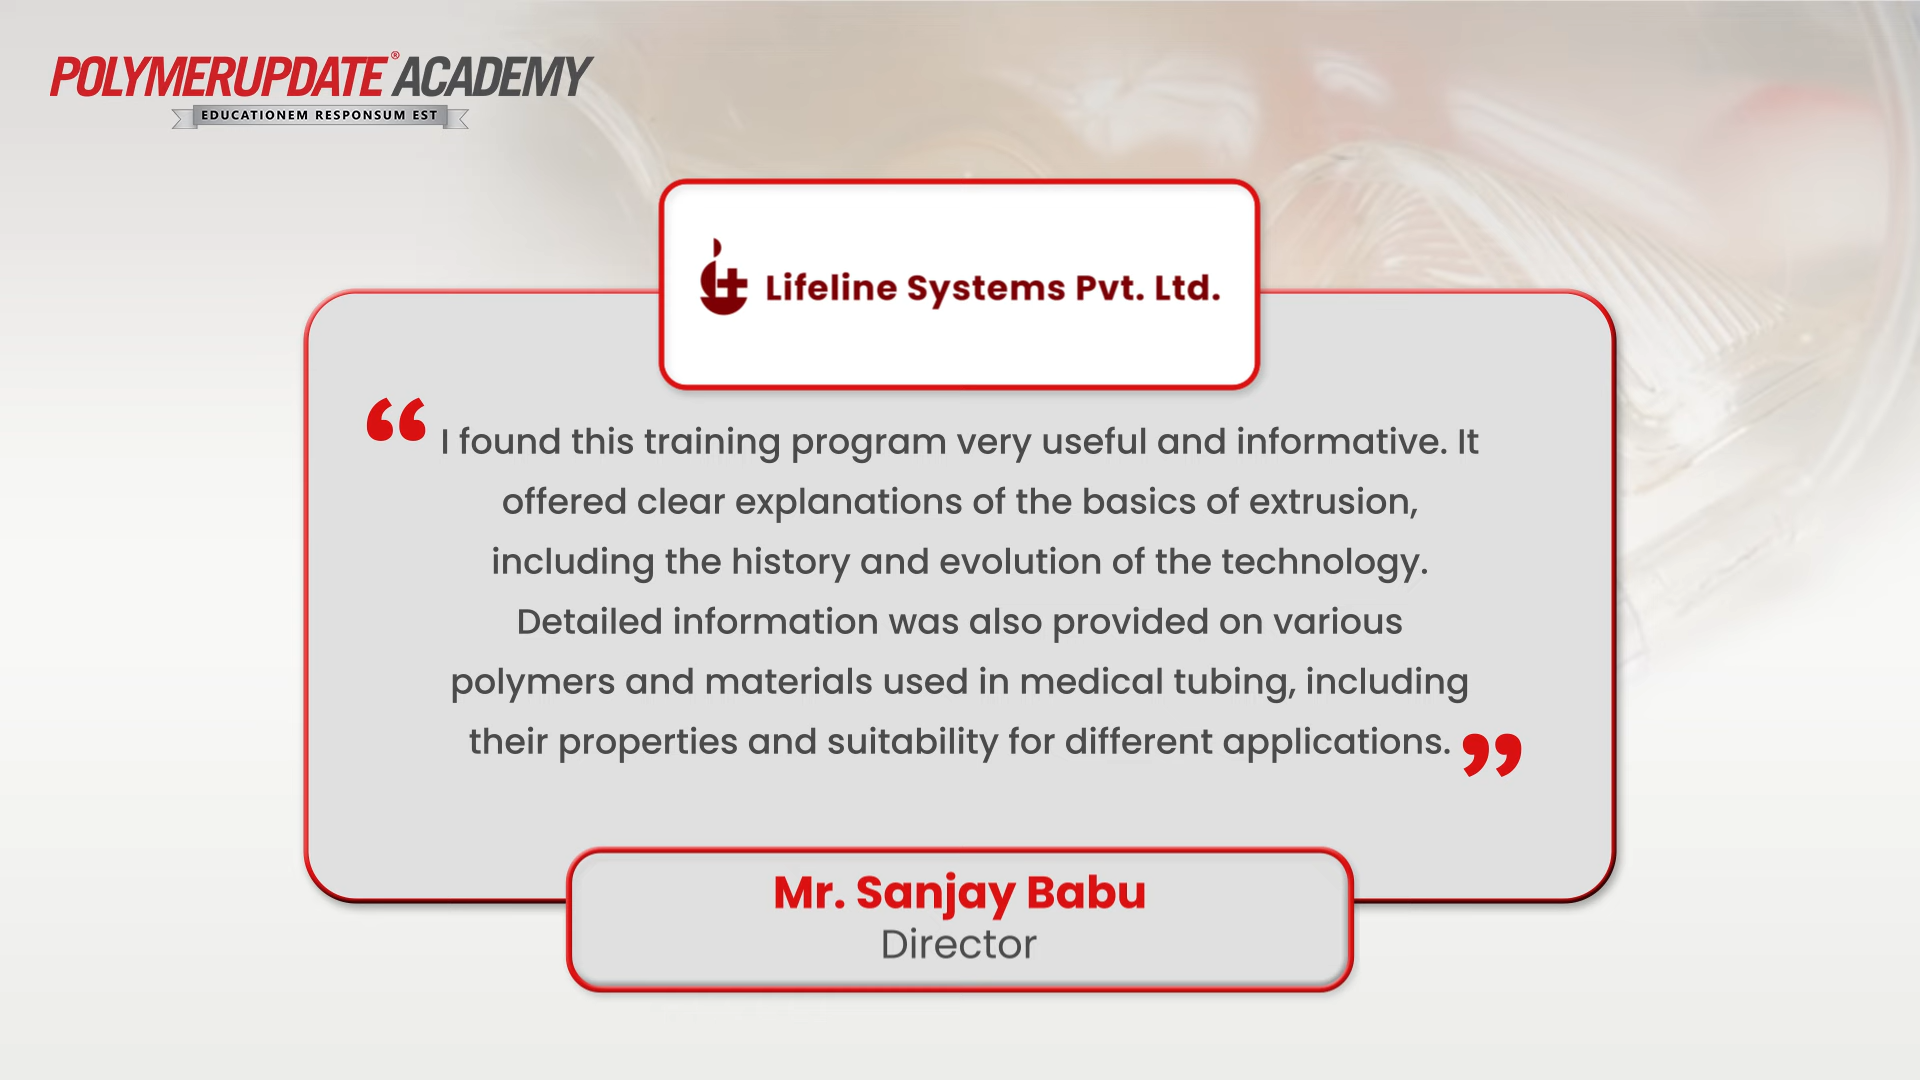 POLYMERUPDATE® ACADEMY
EDUCATIONEM RESPONSUM EST
Lifeline Systems Pvt. Ltd.
“ I found this training program very useful and informative. It
offered clear explanations of the basics of extrusion,
including the history and evolution of the technology.
Detailed information was also provided on various
polymers and materials used in medical tubing, including
their properties and suitability for different applications. ”
Mr. Sanjay Babu
Director